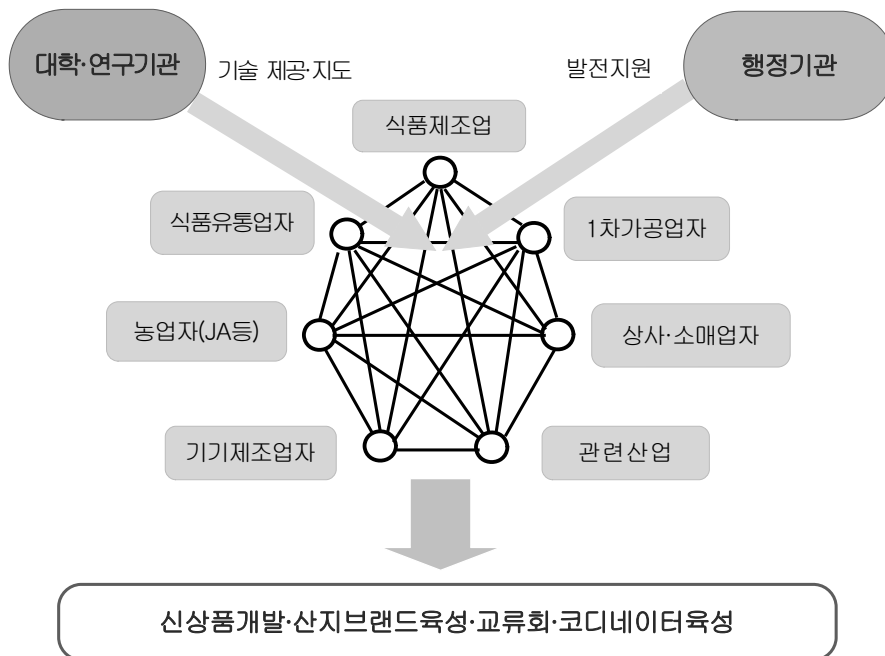 대학·연구기관
기술 제공·지도
발전지원
행정기관
식품제조업
식품유통업자
1차가공업자
농업자(JA등)
상사·소매업자
기기제조업자
관련산업
신상품개발·산지브랜드육성·교류회·코디네이터육성